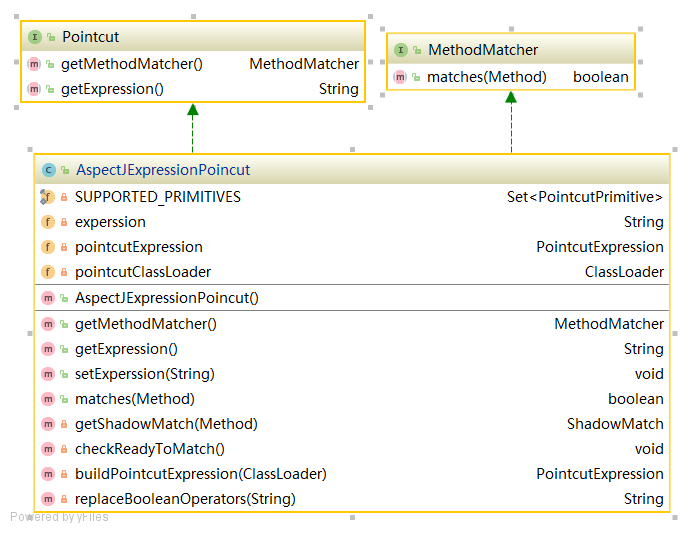 Pointcut
getMethodMatcher() MethodMatcher
getExpression() String
MethodMatcher
matches(Method) boolean
AspectJExpressionPoincut
SUPPORTED_PRIMITIVES Set<PointcutPrimitive>
experssion String
pointcutExpression PointcutExpression
pointcutClassLoader ClassLoader
AspectJExpressionPoincut()
getMethodMatcher() MethodMatcher
getExpression() String
setExperssion(String) void
matches(Method) boolean
getShadowMatch(Method) ShadowMatch
checkReadyToMatch() void
buildPointcutExpression(ClassLoader) PointcutExpression
replaceBooleanOperators(String) String
Powered by yFiles